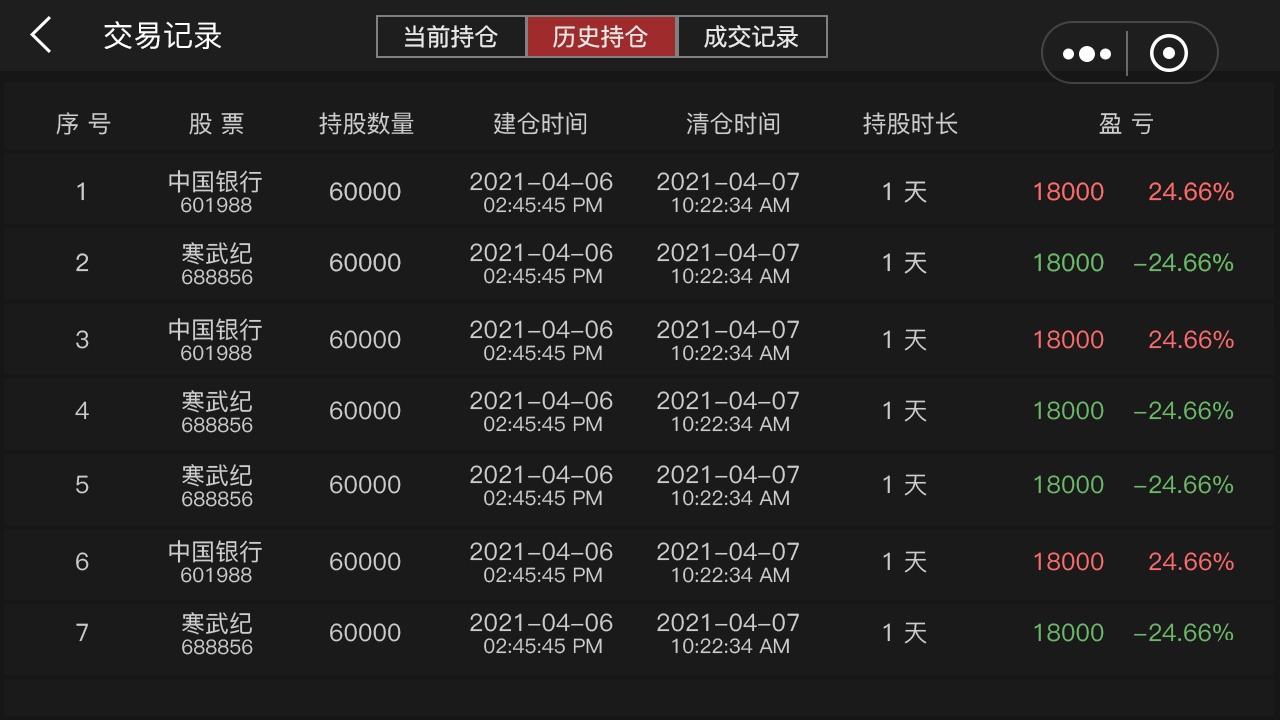 交易记录 当前持仓 历史持仓 成交记录
序号 股票 持股数量 建仓时间 清仓时间 持股时长 盈亏
1 中国银行 60000 2021-04-06 2021-04-07 1 天 18000 24.66%
601988 02:45:45 PM 10:22:34 AM
2 寒武纪 60000 2021-04-06 2021-04-07 1 天 18000 -24.66%
688856 02:45:45 PM 10:22:34 AM
3 中国银行 60000 2021-04-06 2021-04-07 1 天 18000 24.66%
601988 02:45:45 PM 10:22:34 AM
4 寒武纪 60000 2021-04-06 2021-04-07 1 天 18000 -24.66%
688856 02:45:45 PM 10:22:34 AM
5 寒武纪 60000 2021-04-06 2021-04-07 1 天 18000 -24.66%
688856 02:45:45 PM 10:22:34 AM
6 中国银行 60000 2021-04-06 2021-04-07 1 天 18000 24.66%
601988 02:45:45 PM 10:22:34 AM
7 寒武纪 60000 2021-04-06 2021-04-07 1 天 18000 -24.66%
688856 02:45:45 PM 10:22:34 AM